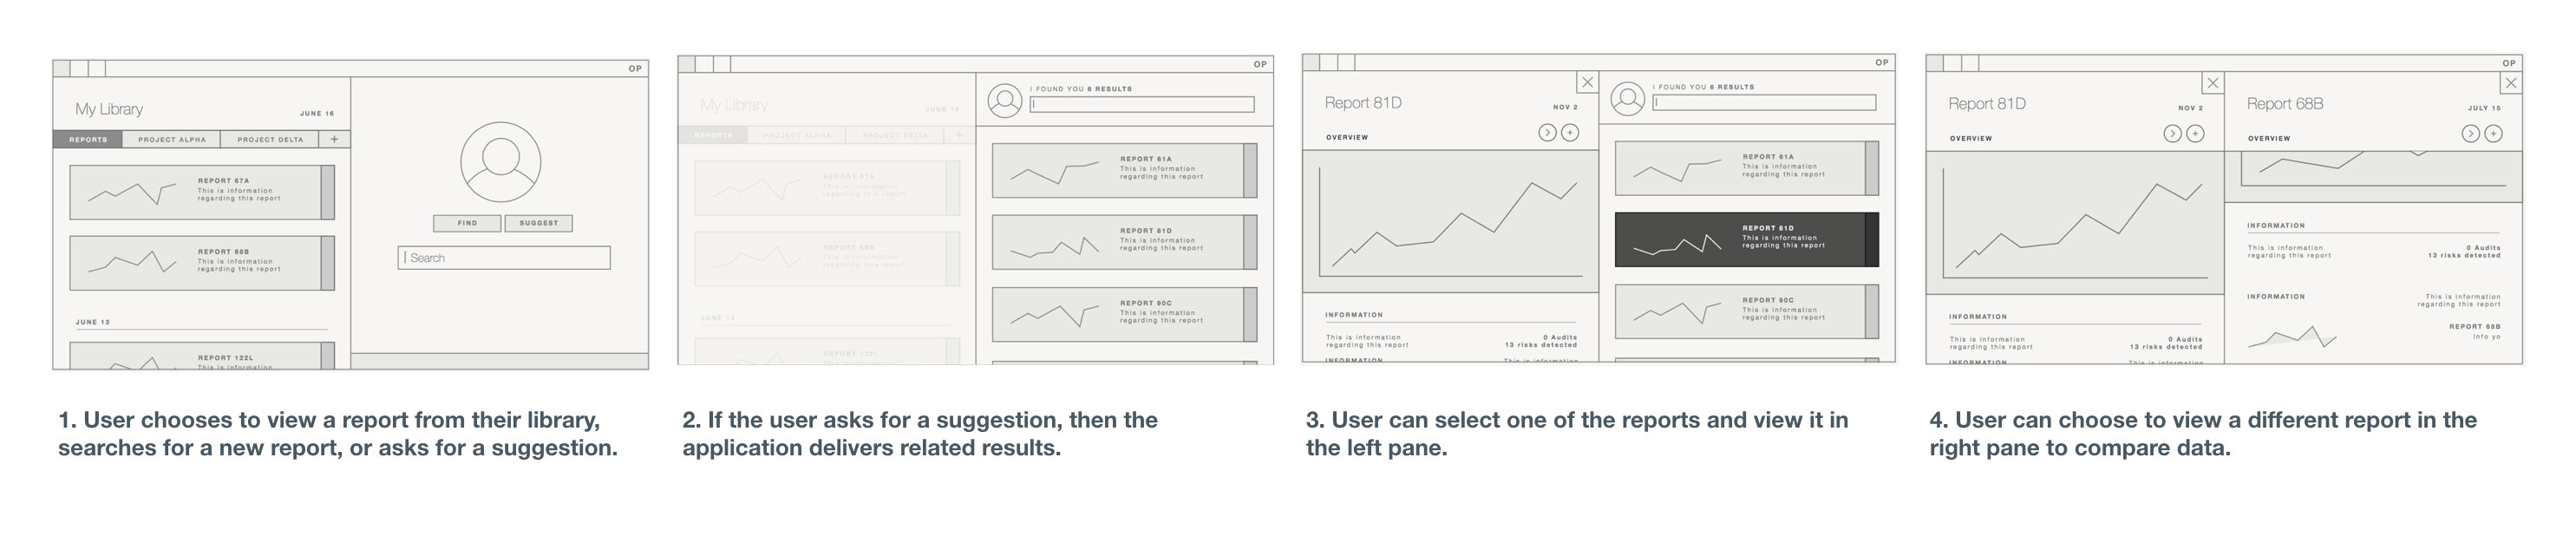 OP
My Library
JUNE 16
REPORTS
PROJECT ALPHA
PROJECT DELTA
+
REPORT 67A
This is information
regarding this report
REPORT 68B
This is information
regarding this report
JUNE 13
REPORT 122L
This is information
FIND
SUGGEST
Search
1. User chooses to view a report from their library,
searches for a new report, or asks for a suggestion.
OP
My Library
JUNE 16
REPORTS
PROJECT ALPHA
PROJECT DELTA
+
REPORT 67A
This is information
regarding this report
REPORT 68B
This is information
regarding this report
JUNE 13
REPORT 122L
This is information
I FOUND YOU 6 RESULTS
REPORT 61A
This is information
regarding this report
REPORT 81D
This is information
regarding this report
REPORT 90C
This is information
regarding this report
2. If the user asks for a suggestion, then the
application delivers related results.
OP
Report 81D
NOV 2
OVERVIEW
INFORMATION
This is information
regarding this report
0 Audits
13 risks detected
INFORMATION
This is information
I FOUND YOU 6 RESULTS
REPORT 61A
This is information
regarding this report
REPORT 81D
This is information
regarding this report
REPORT 90C
This is information
regarding this report
3. User can select one of the reports and view it in
the left pane.
OP
Report 81D
NOV 2
OVERVIEW
INFORMATION
This is information
regarding this report
0 Audits
13 risks detected
INFORMATION
This is information
Report 68B
JULY 15
OVERVIEW
INFORMATION
This is information
regarding this report
0 Audits
13 risks detected
INFORMATION
This is information
regarding this report
REPORT 68B
Info yo
4. User can choose to view a different report in the
right pane to compare data.